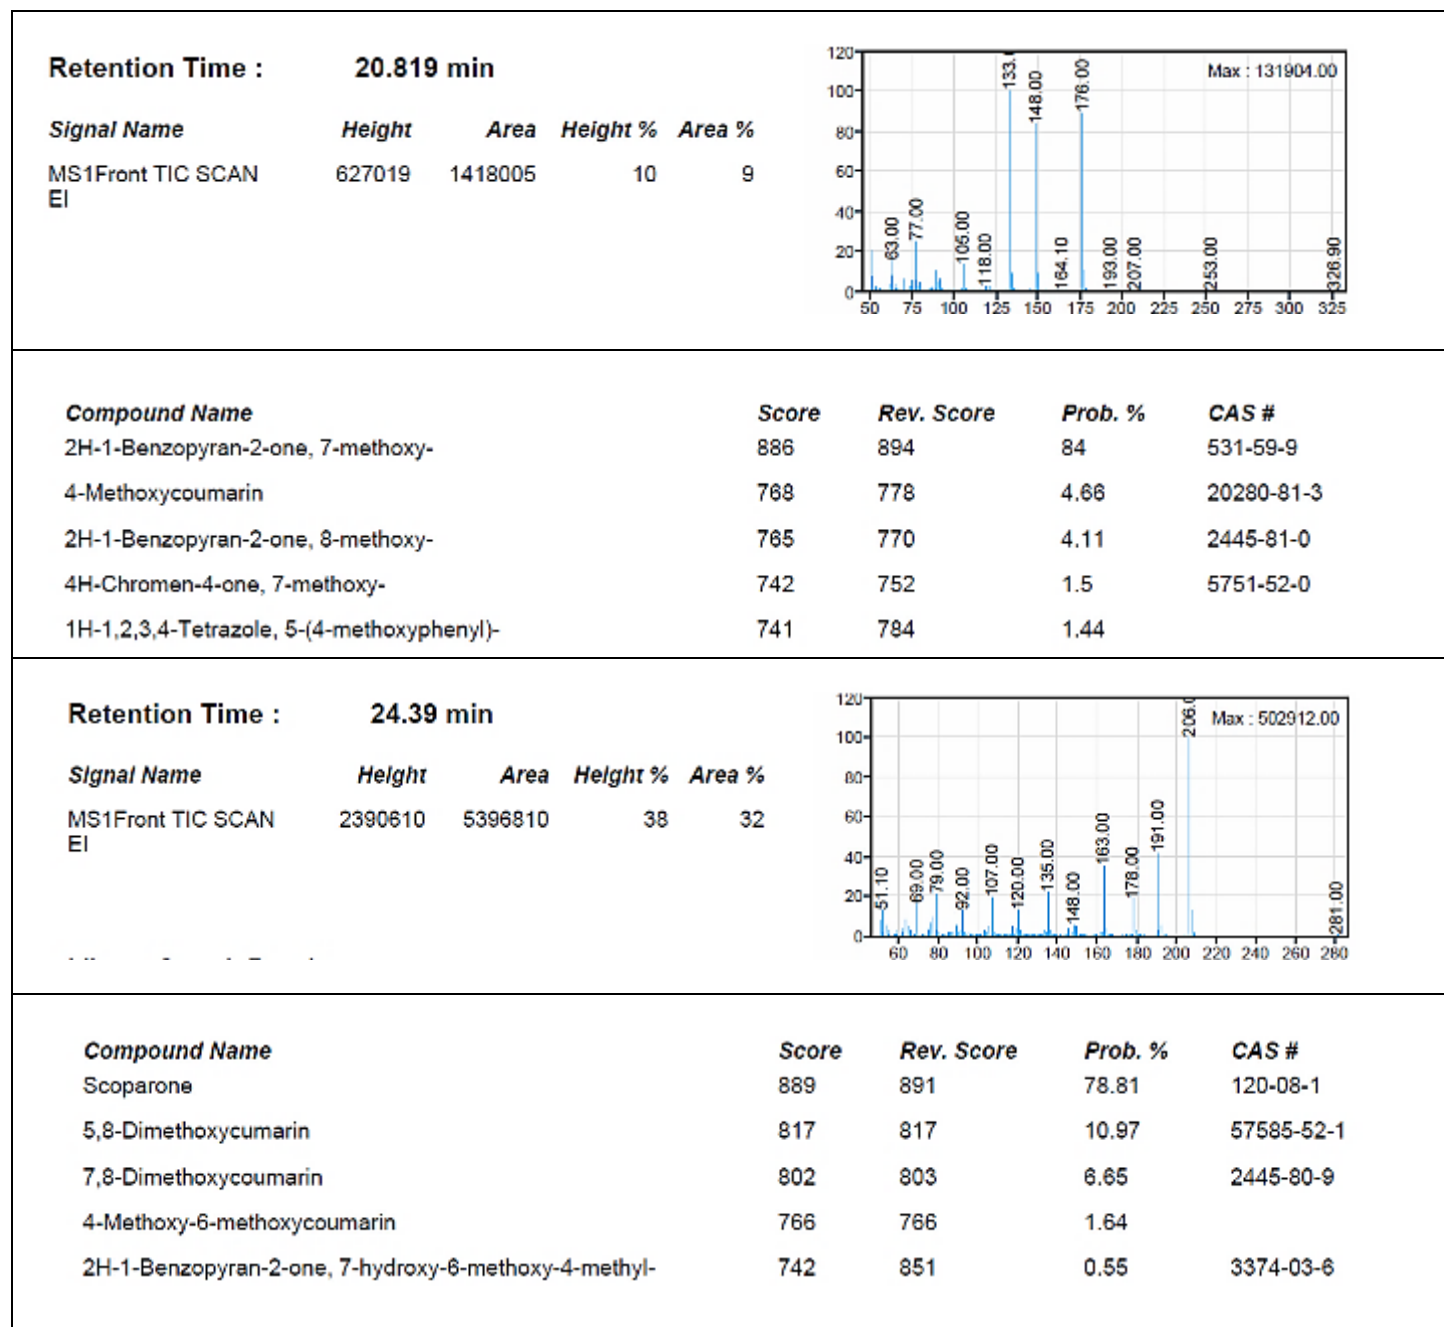 Retention Time : 20.819 min
Signal Name Height Area Height % Area %
MS1Front TIC SCAN 627019 1418005 10 9
EI
Max : 131904.00
120
100
80
60
40
20
0
63.00 77.00 105.00 118.00 148.00 164.10 176.00 193.00 207.00 253.00 326.90
50 75 100 125 150 175 200 225 250 275 300 325
Compound Name Score Rev. Score Prob. % CAS #
2H-1-Benzopyran-2-one, 7-methoxy- 886 894 84 531-59-9
4-Methoxycoumarin 768 778 4.66 20280-81-3
2H-1-Benzopyran-2-one, 8-methoxy- 765 770 4.11 2445-81-0
4H-Chromen-4-one, 7-methoxy- 742 752 1.5 5751-52-0
1H-1,2,3,4-Tetrazole, 5-(4-methoxyphenyl)- 741 784 1.44
Retention Time : 24.39 min
Signal Name Height Area Height % Area %
MS1Front TIC SCAN 2390610 5396810 38 32
EI
Max : 502912.00
120
100
80
60
40
20
0
51.10 69.00 79.00 92.00 107.00 120.00 135.00 148.00 163.00 178.00 191.00 281.00
60 80 100 120 140 160 180 200 220 240 260 280
Compound Name Score Rev. Score Prob. % CAS #
Scoparone 889 891 78.81 120-08-1
5,8-Dimethoxycumarin 817 817 10.97 57585-52-1
7,8-Dimethoxycoumarin 802 803 6.65 2445-80-9
4-Methoxy-6-methoxycoumarin 766 766 1.64
2H-1-Benzopyran-2-one, 7-hydroxy-6-methoxy-4-methyl- 742 851 0.55 3374-03-6